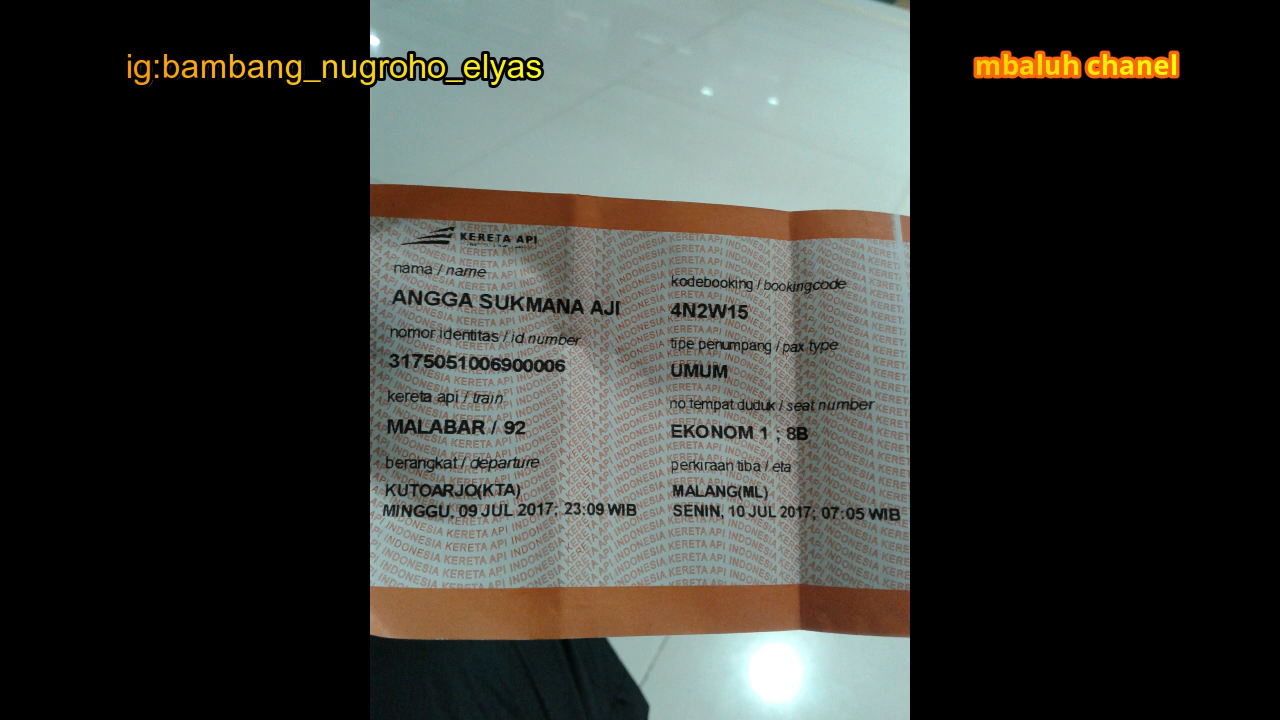 ig:bambang_nugroho_elyas
mbaluh chanel
KERETA API
nama / name
ANGGA SUKMANA AJI
nomor identitas / id number
3175051006900006
kereta api / train
MALABAR / 92
berangkat / departure
KUTOARJO(KTA)
MINGGU, 09 JUL 2017; 23:09 WIB
kodebooking / bookingcode
4N2W15
tipe penumpang / pax type
UMUM
no tempat duduk / seat number
EKONOM 1 ; 8B
perkiraan tiba / eta
MALANG(ML)
SENIN, 10 JUL 2017; 07:05 WIB